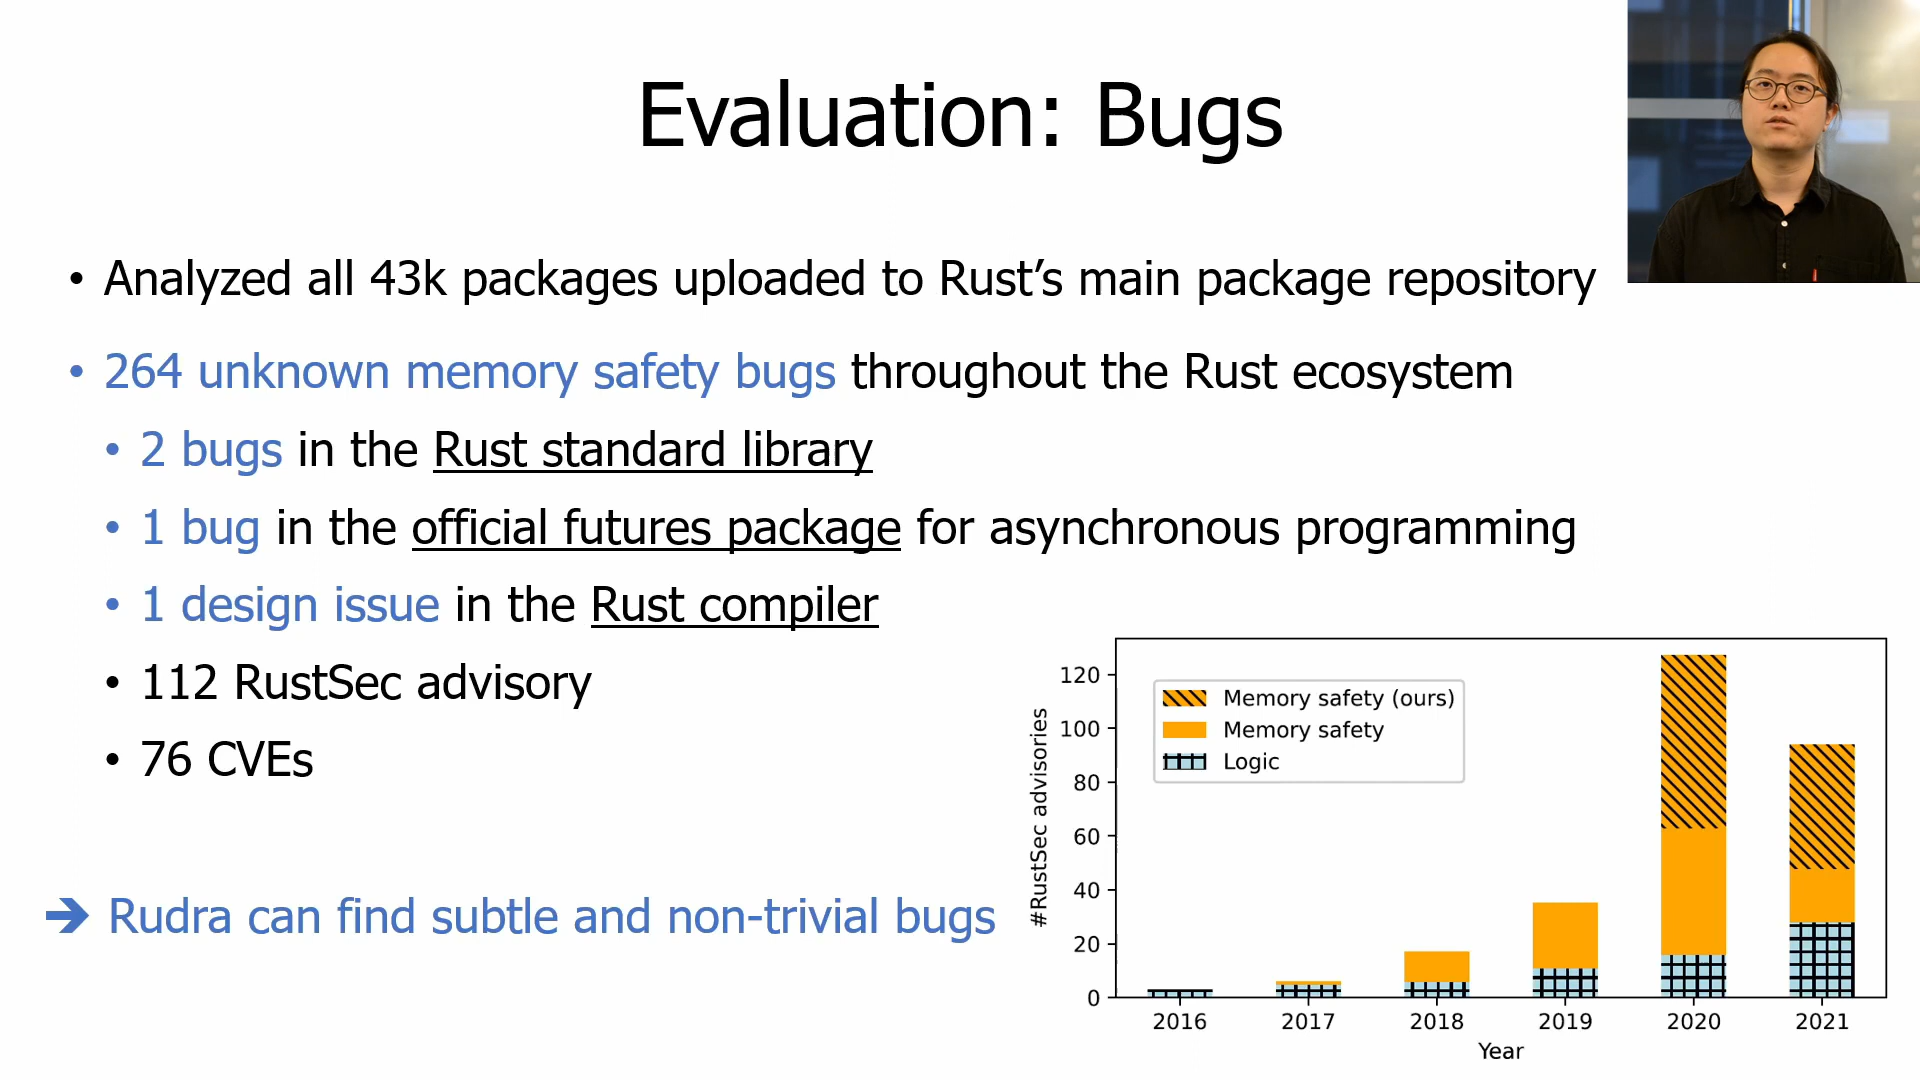 Evaluation: Bugs
• Analyzed all 43k packages uploaded to Rust’s main package repository
• 264 unknown memory safety bugs throughout the Rust ecosystem
• 2 bugs in the Rust standard library
• 1 bug in the official futures package for asynchronous programming
• 1 design issue in the Rust compiler
• 112 RustSec advisory
• 76 CVEs
➔ Rudra can find subtle and non-trivial bugs
#RustSec advisories
120
100
80
60
40
20
0
Memory safety (ours)
Memory safety
Logic
2016 2017 2018 2019 2020 2021
Year